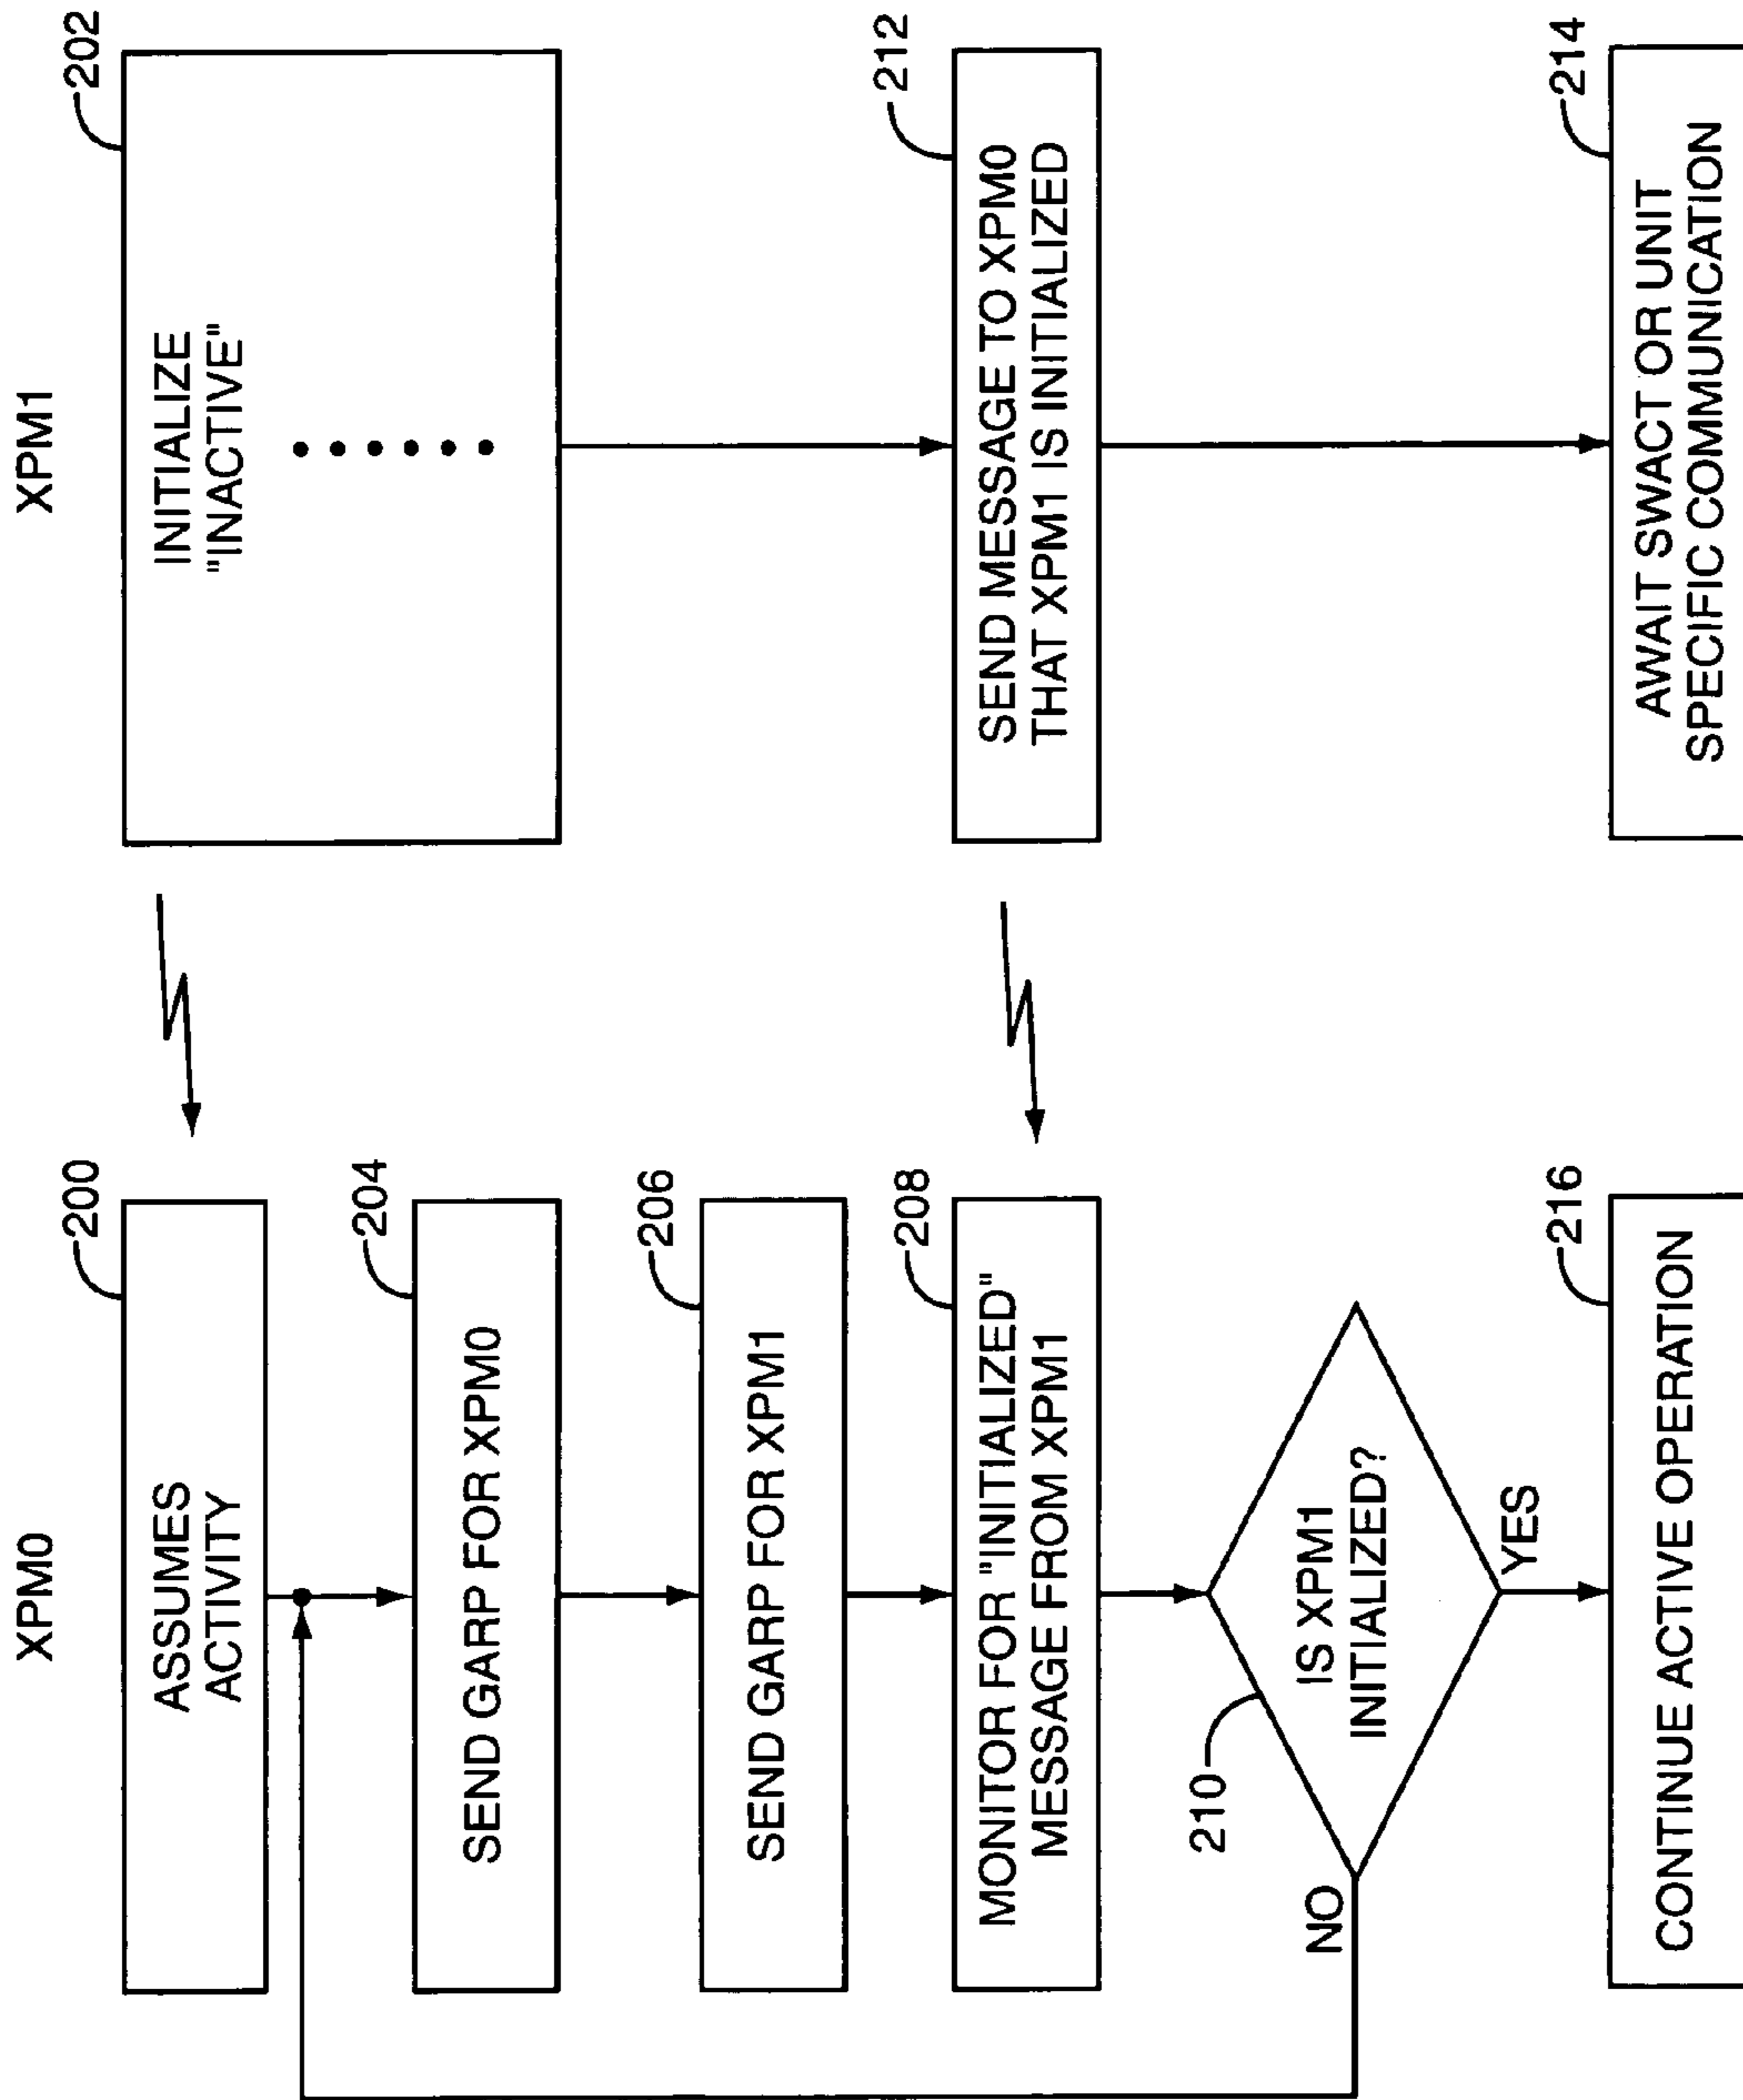 XPM0
XPM1
200
ASSUMES
ACTIVITY
202
INITIALIZE
"INACTIVE"
204
SEND GARP FOR XPM0
206
SEND GARP FOR XPM1
208
MONITOR FOR "INITIALIZED"
MESSAGE FROM XPM1
212
SEND MESSAGE TO XPM0
THAT XPM1 IS INITIALIZED
210
IS XPM1
INITIALIZED?
NO
YES
216
CONTINUE ACTIVE OPERATION
214
AWAIT SWACT OR UNIT
SPECIFIC COMMUNICATION